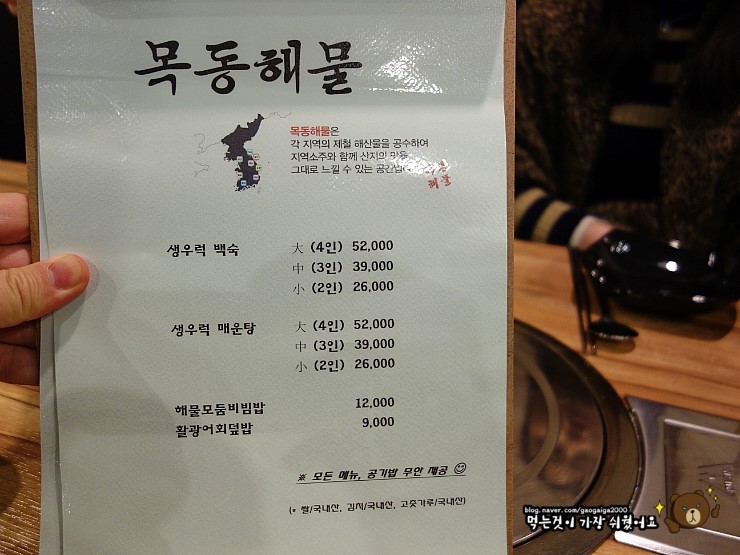 목동해물
목동해물은
각 지역의 제철 해산물을 공수하여
지역소주와 함께 산지의 맛을
그대로 느낄 수 있는 공간입
해물
생우럭 백숙 大 (4인) 52,000
中 (3인) 39,000
小 (2인) 26,000
생우럭 매운탕 大 (4인) 52,000
中 (3인) 39,000
小 (2인) 26,000
해물모둠비빔밥 12,000
활광어회덮밥 9,000
※ 모든 메뉴, 공기밥 무한 제공 ☺
(* 쌀/국내산, 김치/국내산, 고춧가루/국내산)
blog.naver.com/gaogaiga2000
먹는것이 가장 쉬웠어요